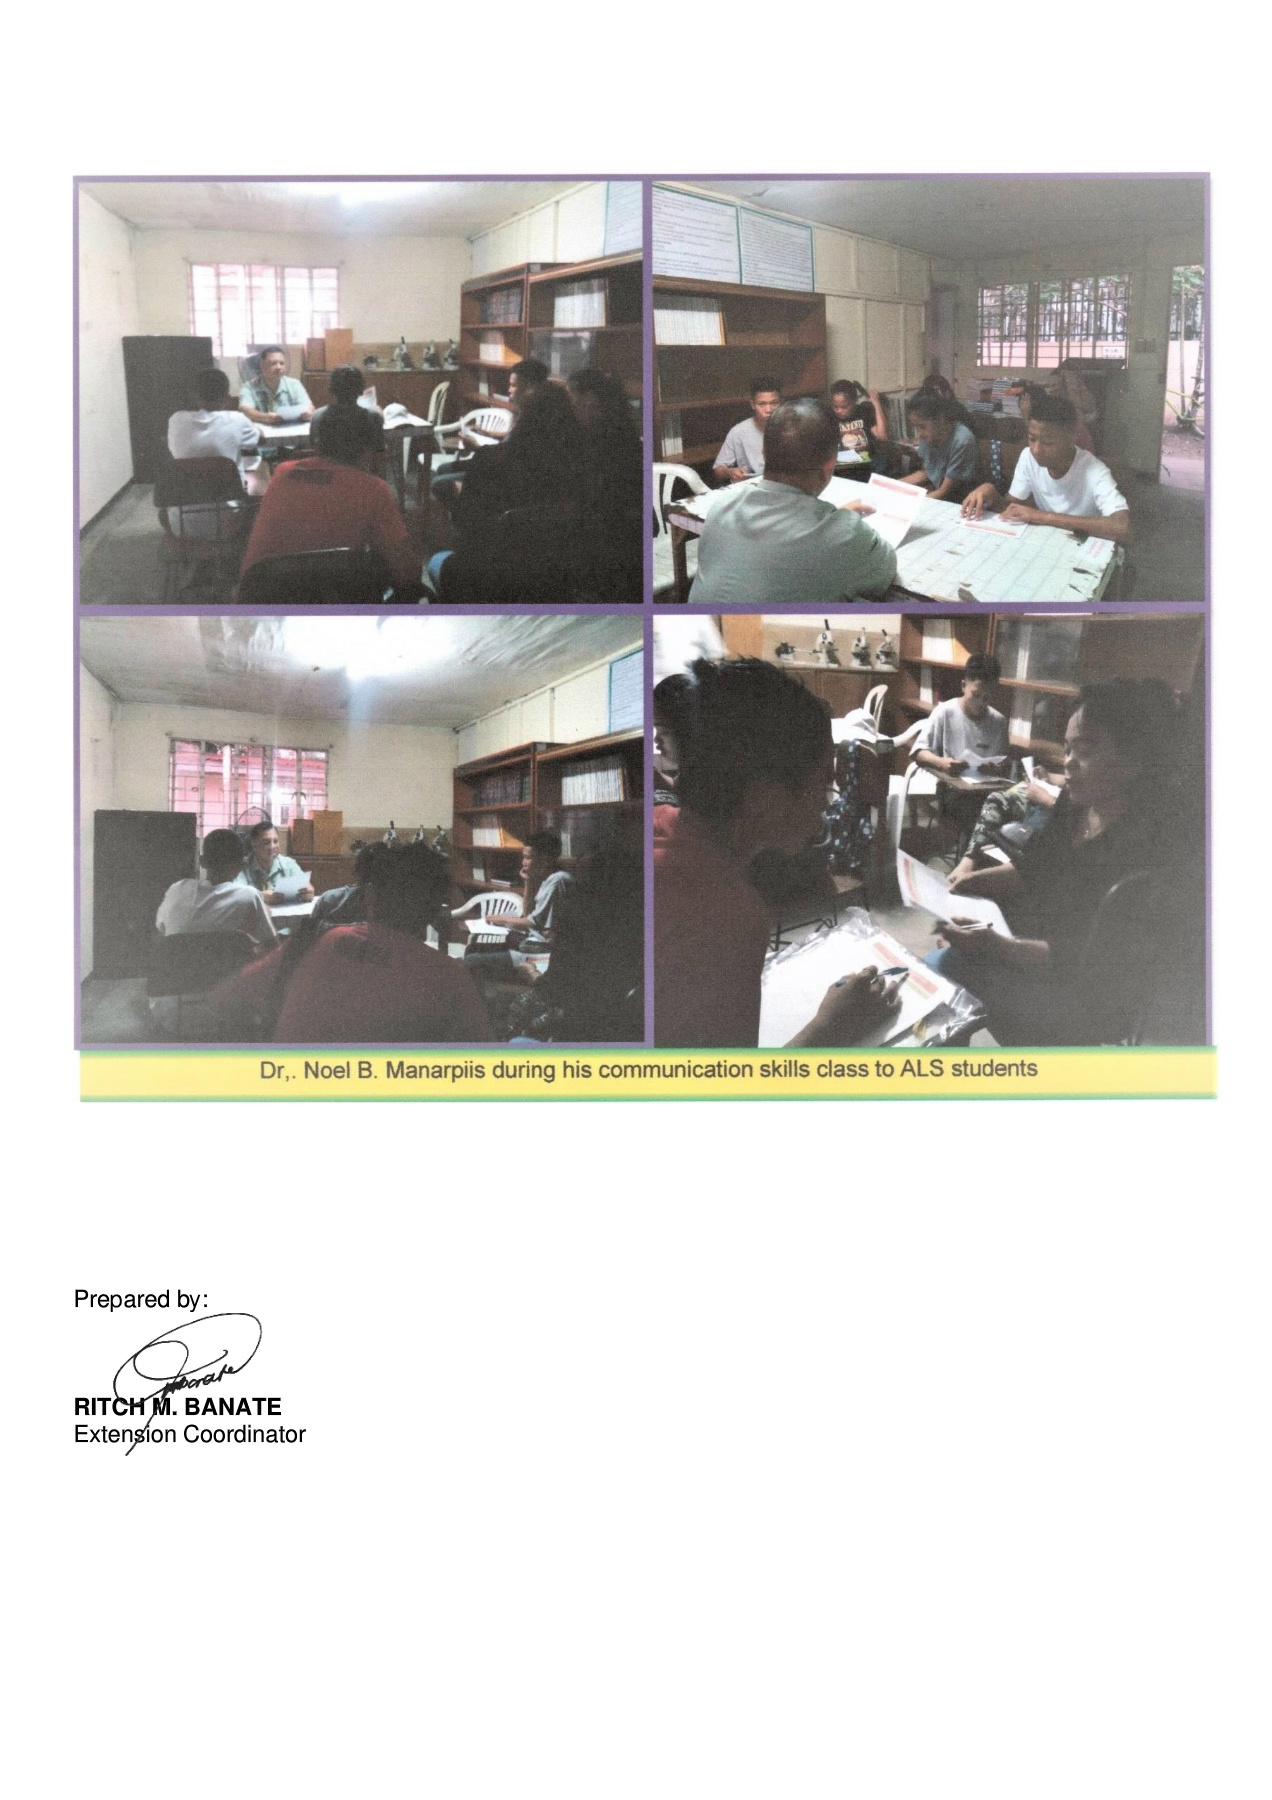 Dr,. Noel B. Manarpiis during his communication skills class to ALS students
Prepared by:
RITCH M. BANATE
Extension Coordinator